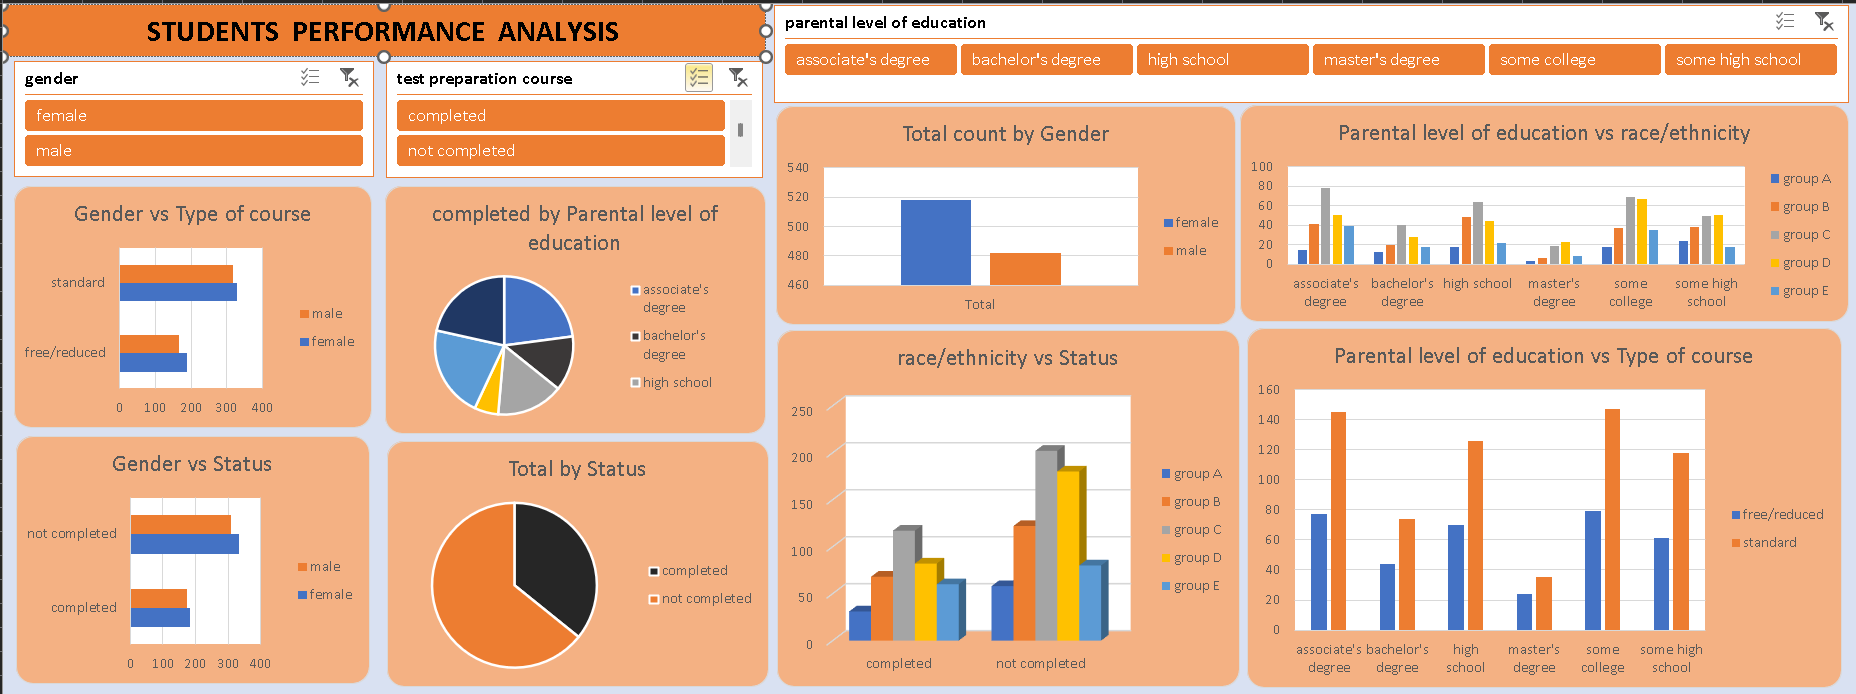 STUDENTS PERFORMANCE ANALYSIS
parental level of education
associate's degree
bachelor's degree
high school
master's degree
some college
some high school
gender
female
male
test preparation course
completed
not completed
Gender vs Type of course
standard
free/reduced
0 100 200 300 400
male
female
completed by Parental level of
education
associate's
degree
bachelor's
degree
high school
Total count by Gender
540
520
500
480
460
Total
female
male
Parental level of education vs race/ethnicity
100
80
60
40
20
0
associate's
degree
bachelor's
degree
high school
master's
degree
some
college
some high
school
group A
group B
group C
group D
group E
Gender vs Status
not completed
completed
0 100 200 300 400
male
female
Total by Status
completed
not completed
race/ethnicity vs Status
250
200
150
100
50
0
completed
not completed
group A
group B
group C
group D
group E
Parental level of education vs Type of course
160
140
120
100
80
60
40
20
0
associate's
degree
bachelor's
degree
high
school
master's
degree
some
college
some high
school
free/reduced
standard